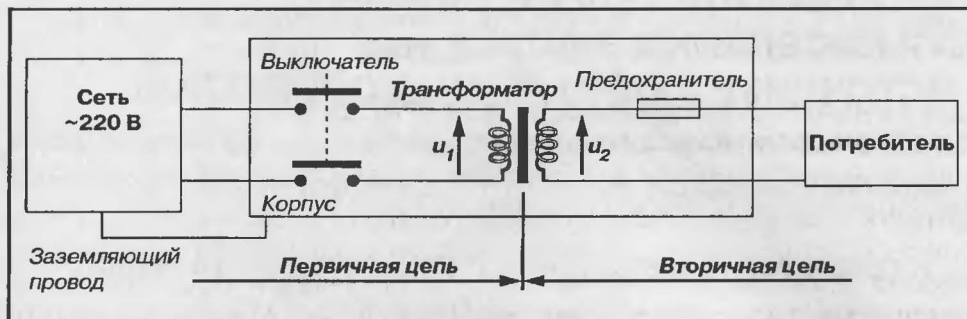 Сеть
~220 В
Выключатель
Трансформатор
Предохранитель
u₁
u₂
Потребитель
Корпус
Заземляющий
провод
Первичная цепь
Вторичная цепь